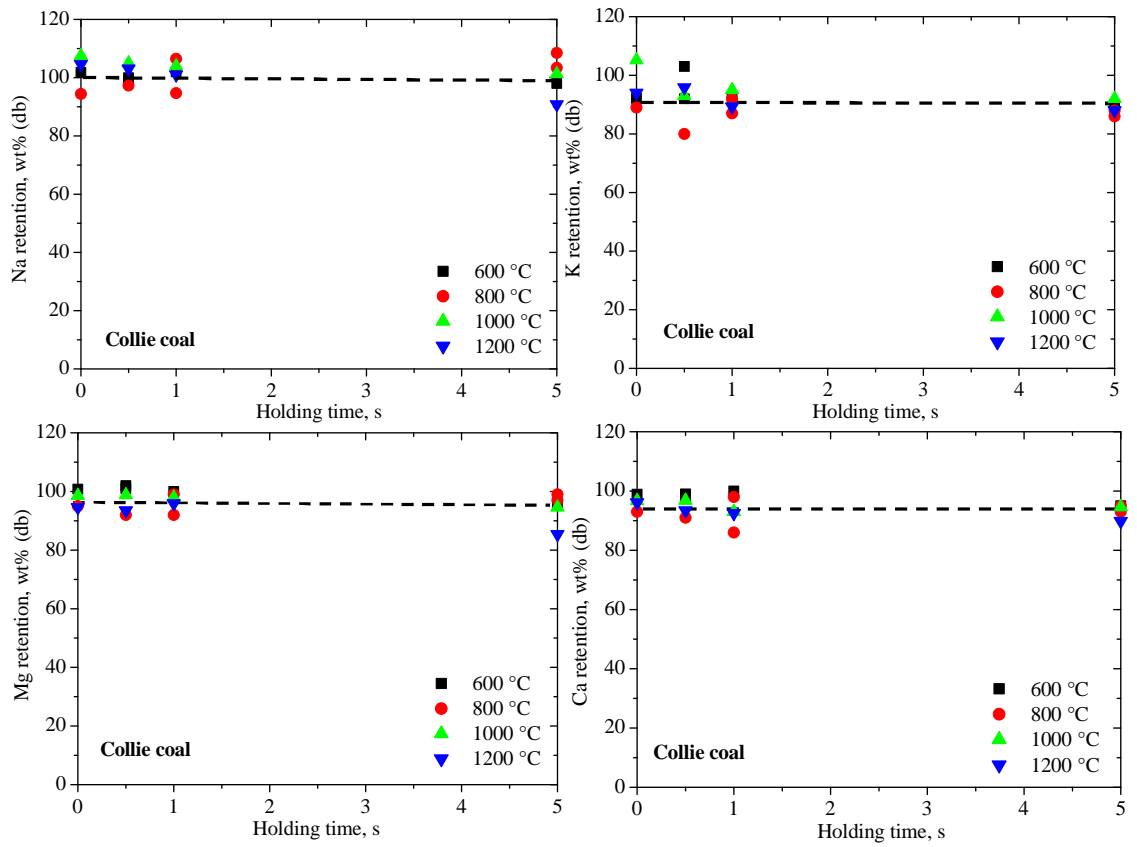 120
100
80
60
40
20
0
Na retention, wt% (db)
600 °C
800 °C
1000 °C
1200 °C
Collie coal
0 1 2 3 4 5
Holding time, s
120
100
80
60
40
20
0
K retention, wt% (db)
600 °C
800 °C
1000 °C
1200 °C
Collie coal
0 1 2 3 4 5
Holding time, s
120
100
80
60
40
20
0
Mg retention, wt% (db)
600 °C
800 °C
1000 °C
1200 °C
Collie coal
0 1 2 3 4 5
Holding time, s
120
100
80
60
40
20
0
Ca retention, wt% (db)
600 °C
800 °C
1000 °C
1200 °C
Collie coal
0 1 2 3 4 5
Holding time, s